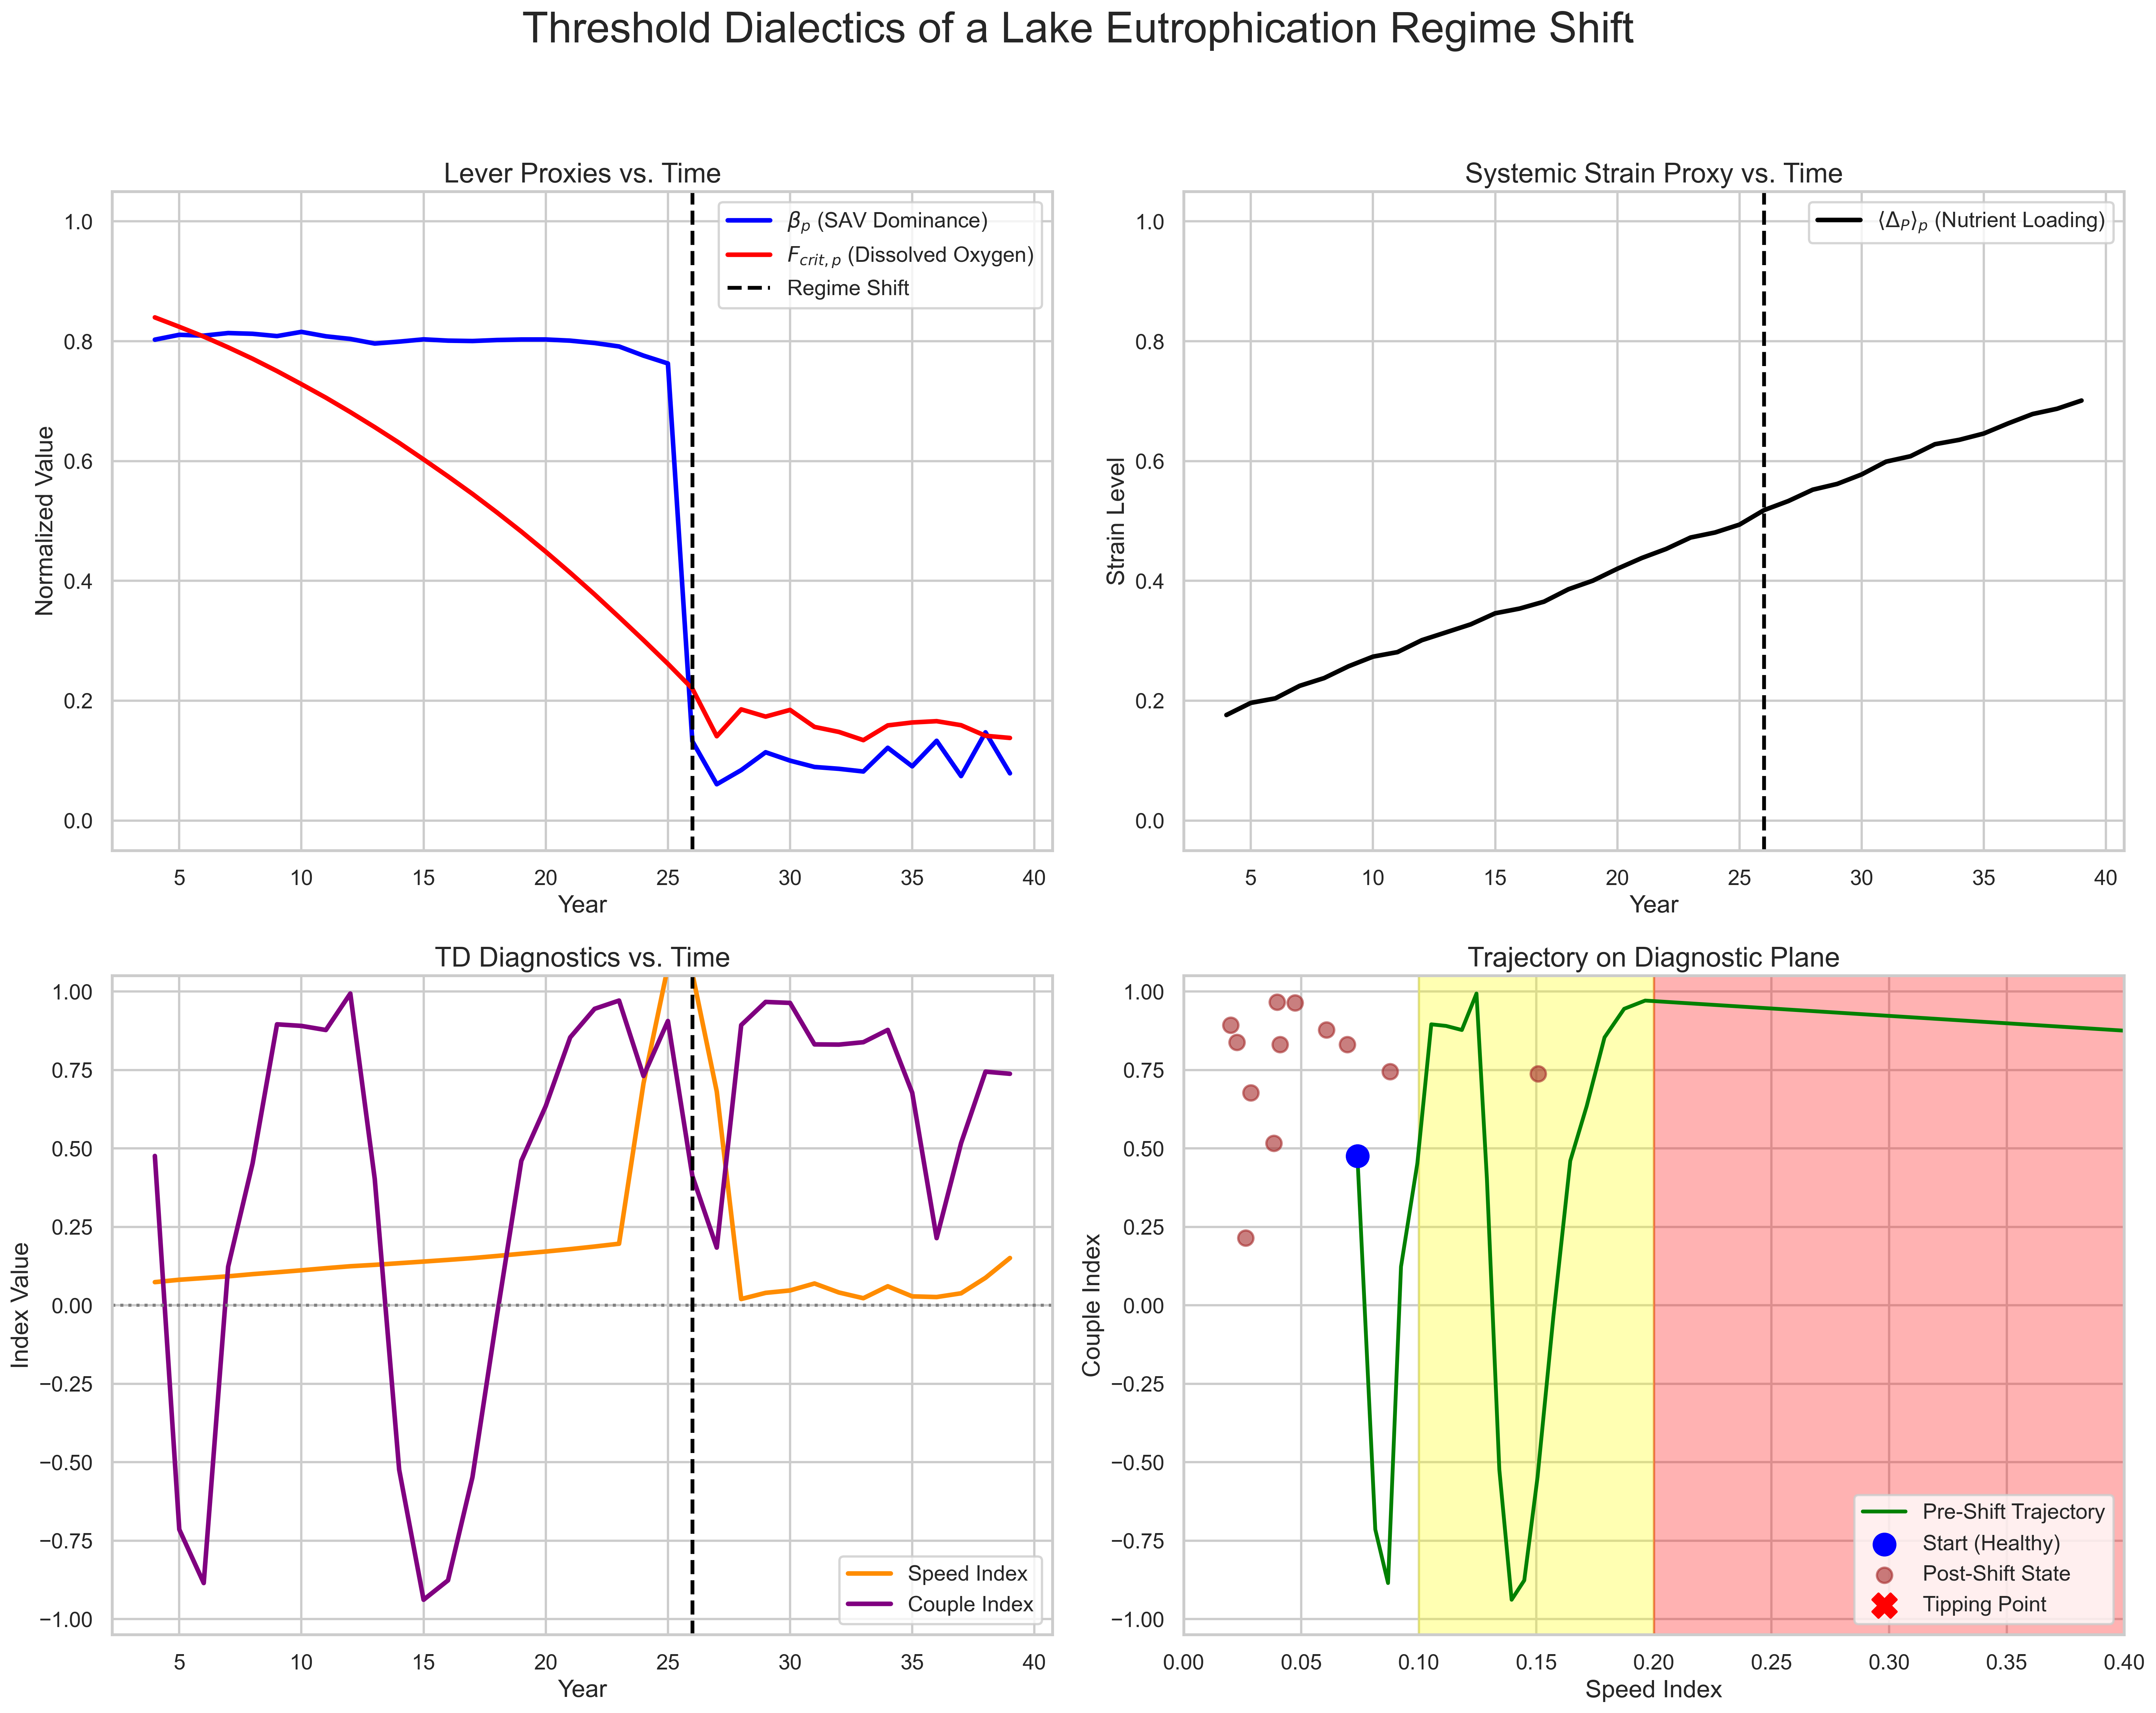 Threshold Dialectics of a Lake Eutrophication Regime Shift
Lever Proxies vs. Time
Normalized Value
1.0
0.8
0.6
0.4
0.2
0.0
5 10 15 20 25 30 35 40
Year
βp (SAV Dominance)
Fcrit,p (Dissolved Oxygen)
Regime Shift
Systemic Strain Proxy vs. Time
Strain Level
1.0
0.8
0.6
0.4
0.2
0.0
5 10 15 20 25 30 35 40
Year
⟨ΔP⟩p (Nutrient Loading)
TD Diagnostics vs. Time
Index Value
1.00
0.75
0.50
0.25
0.00
−0.25
−0.50
−0.75
−1.00
5 10 15 20 25 30 35 40
Year
Speed Index
Couple Index
Trajectory on Diagnostic Plane
Couple Index
1.00
0.75
0.50
0.25
0.00
−0.25
−0.50
−0.75
−1.00
0.00 0.05 0.10 0.15 0.20 0.25 0.30 0.35 0.40
Speed Index
Pre-Shift Trajectory
Start (Healthy)
Post-Shift State
Tipping Point